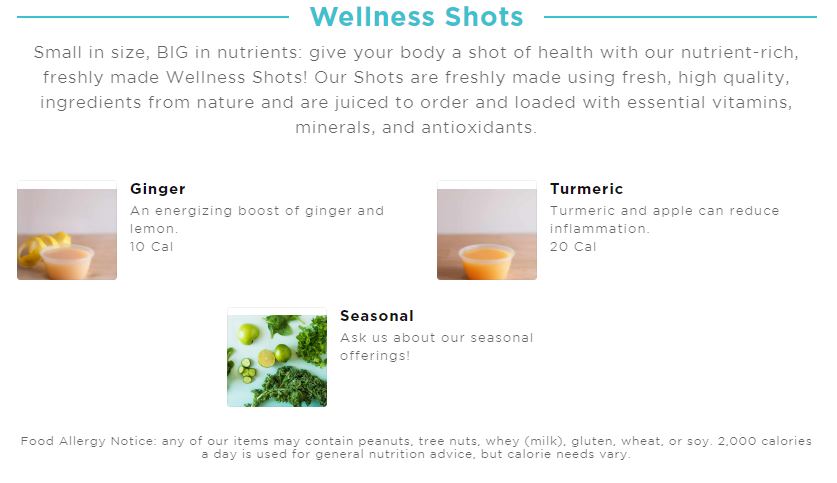 Wellness Shots
Small in size, BIG in nutrients: give your body a shot of health with our nutrient-rich,
freshly made Wellness Shots! Our Shots are freshly made using fresh, high quality,
ingredients from nature and are juiced to order and loaded with essential vitamins,
minerals, and antioxidants.
Ginger
An energizing boost of ginger and
lemon.
10 Cal
Turmeric
Turmeric and apple can reduce
inflammation.
20 Cal
Seasonal
Ask us about our seasonal
offerings!
Food Allergy Notice: any of our items may contain peanuts, tree nuts, whey (milk), gluten, wheat, or soy. 2,000 calories
a day is used for general nutrition advice, but calorie needs vary.